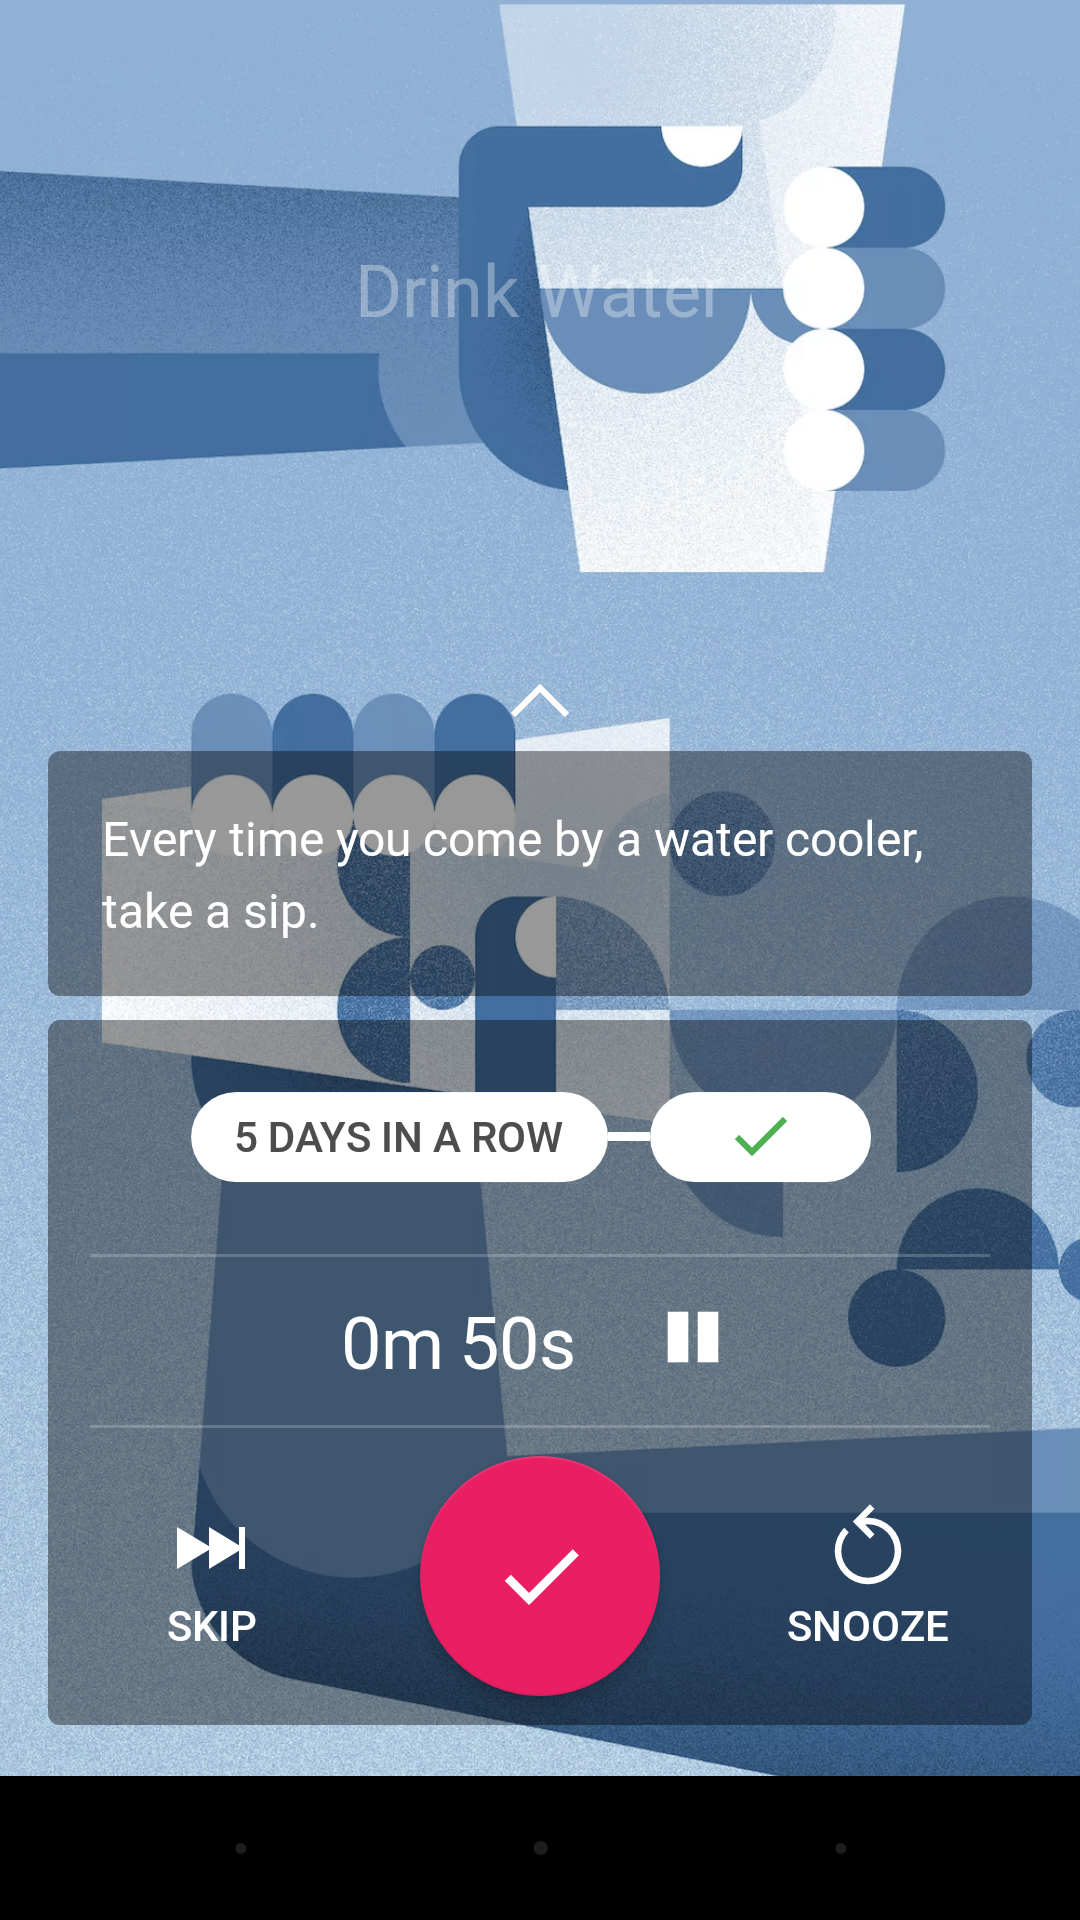 Drink Water
Every time you come by a water cooler,
take a sip.
5 DAYS IN A ROW
0m 50s
SKIP
SNOOZE